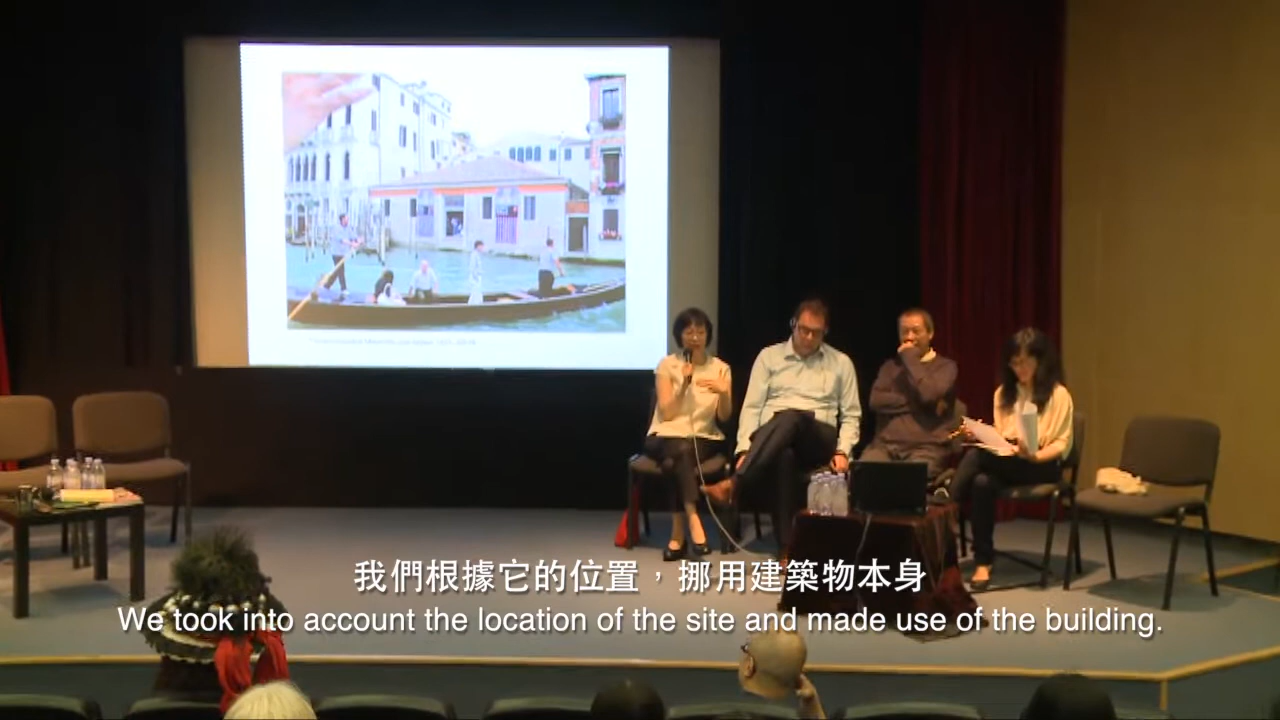 我們根據它的位置，挪用建築物本身
We took into account the location of the site and made use of the building.